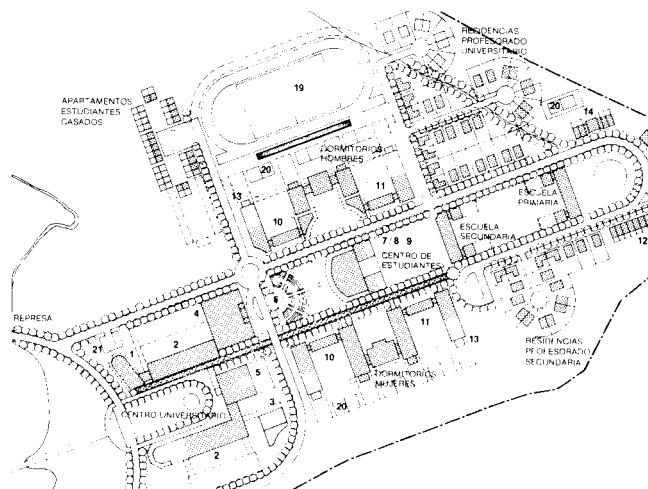 RESIDENCIAS
PROFESORADO
UNIVERSITARIO
19
APARTAMENTOS
ESTUDIANTES
CASADOS
20
14
DORMITORIOS
HOMBRES
20
13
11
10
ESCUELA
PRIMARIA
ESCUELA
SECUNDARIA
7/8 9
CENTRO DE
ESTUDIANTES
12
6
REPRESA
4
21
1
2
11
10
13
RESIDENCIAS
PROFESORADO
SECUNDARIA
5
DORMITORIOS
MUJERES
3
20
CENTRO UNIVERSITARIO
2